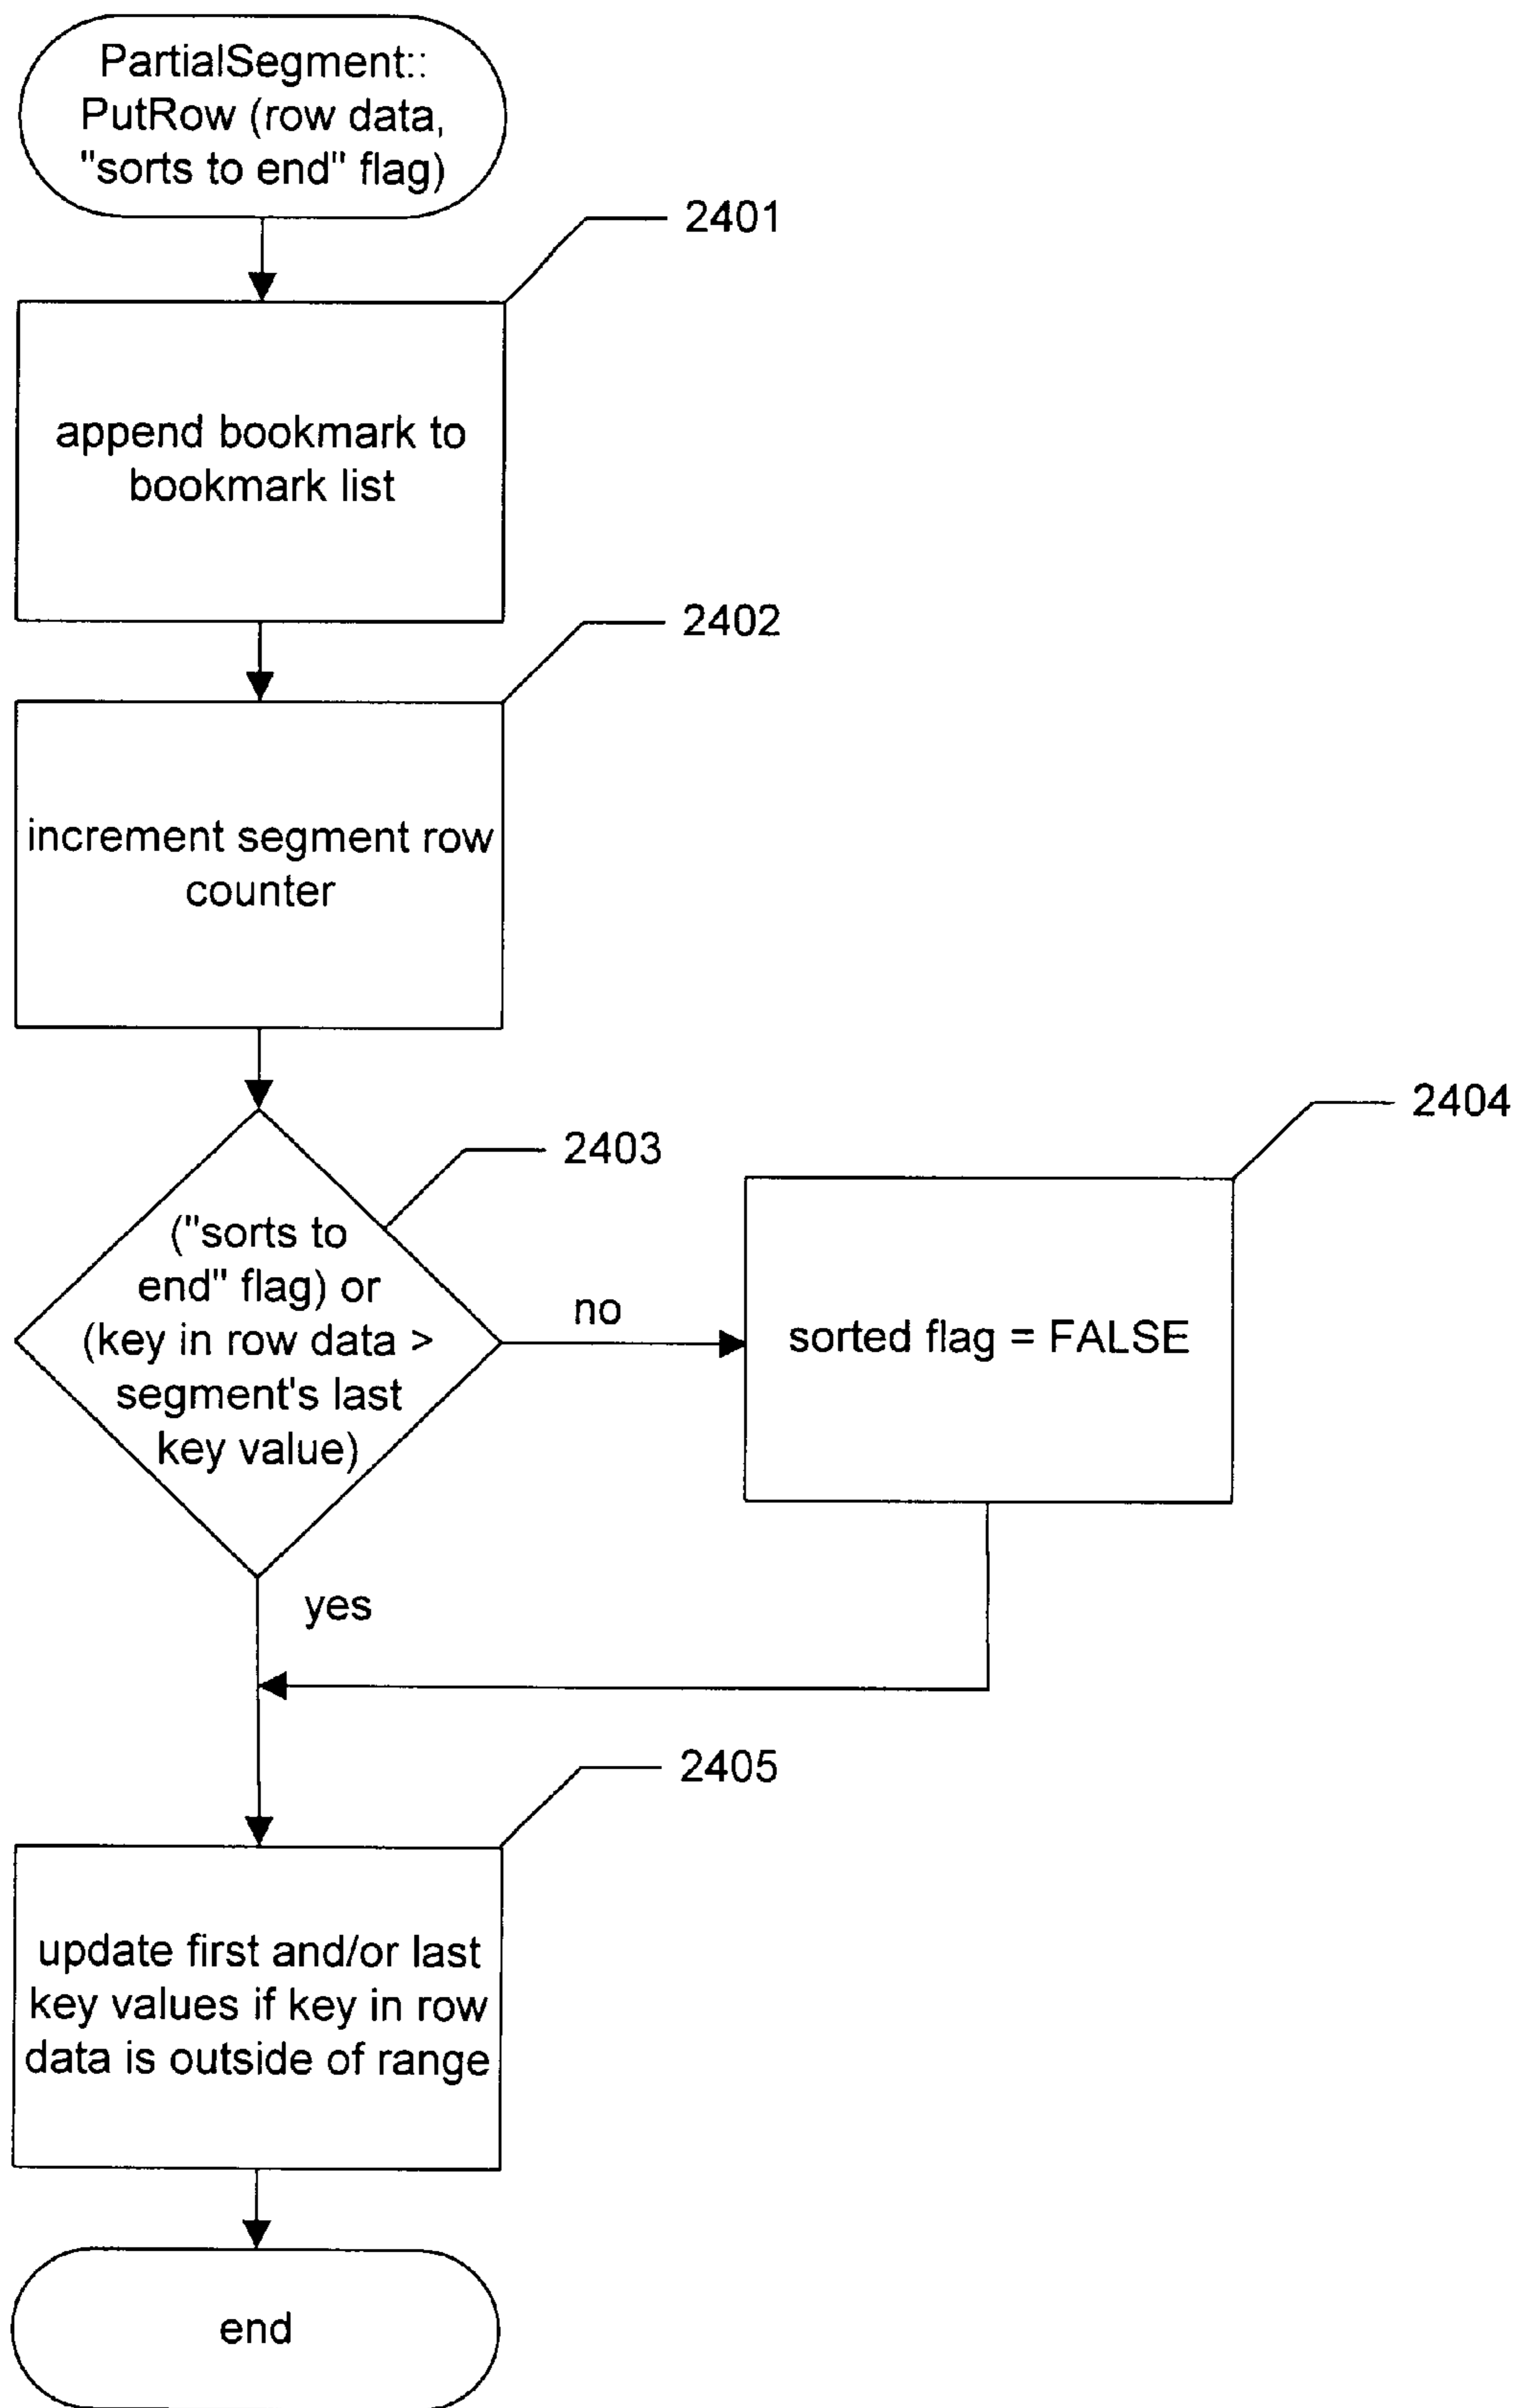 PartialSegment::
PutRow (row data,
"sorts to end" flag)
2401
append bookmark to
bookmark list
2402
increment segment row
counter
2403
("sorts to
end" flag) or
(key in row data >
segment's last
key value)
no
2404
sorted flag = FALSE
yes
2405
update first and/or last
key values if key in row
data is outside of range
end